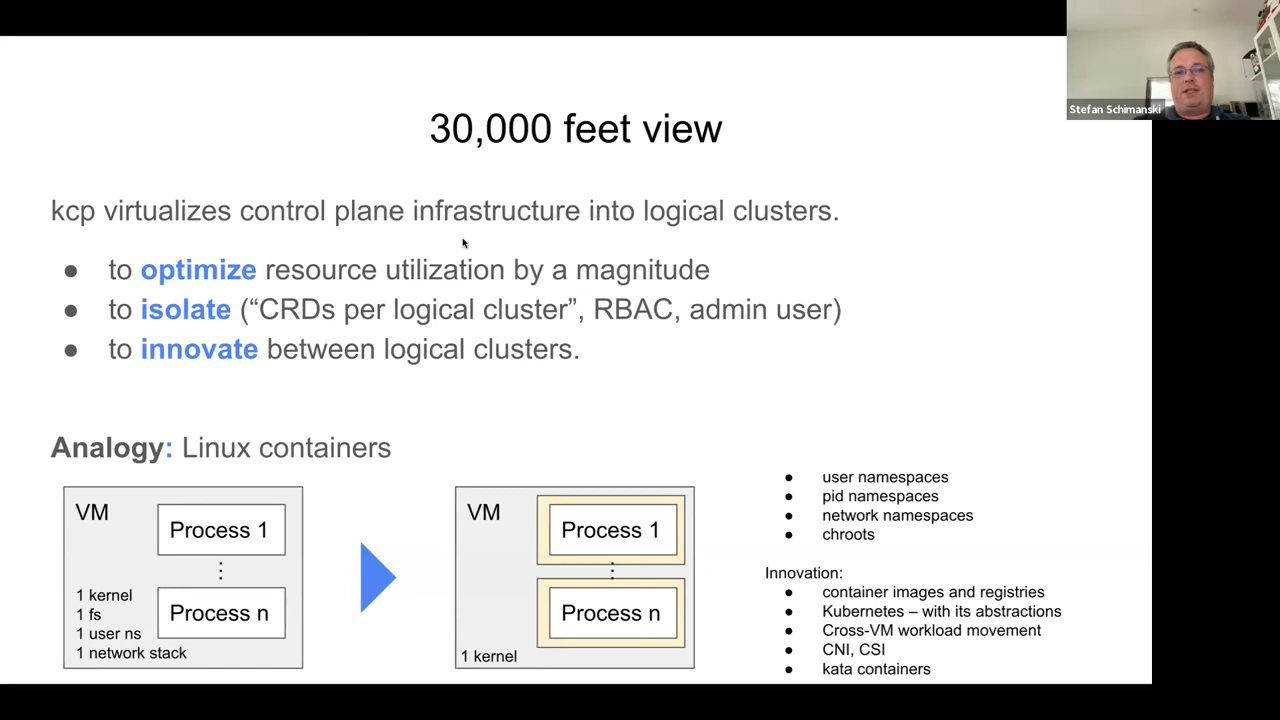 Stefan Schimanski
30,000 feet view
kcp virtualizes control plane infrastructure into logical clusters.
● to optimize resource utilization by a magnitude
● to isolate (“CRDs per logical cluster”, RBAC, admin user)
● to innovate between logical clusters.
Analogy: Linux containers
VM
Process 1
⋮
Process n
1 kernel
1 fs
1 user ns
1 network stack
VM
Process 1
⋮
Process n
1 kernel
● user namespaces
● pid namespaces
● network namespaces
● chroots
Innovation:
● container images and registries
● Kubernetes – with its abstractions
● Cross-VM workload movement
● CNI, CSI
● kata containers